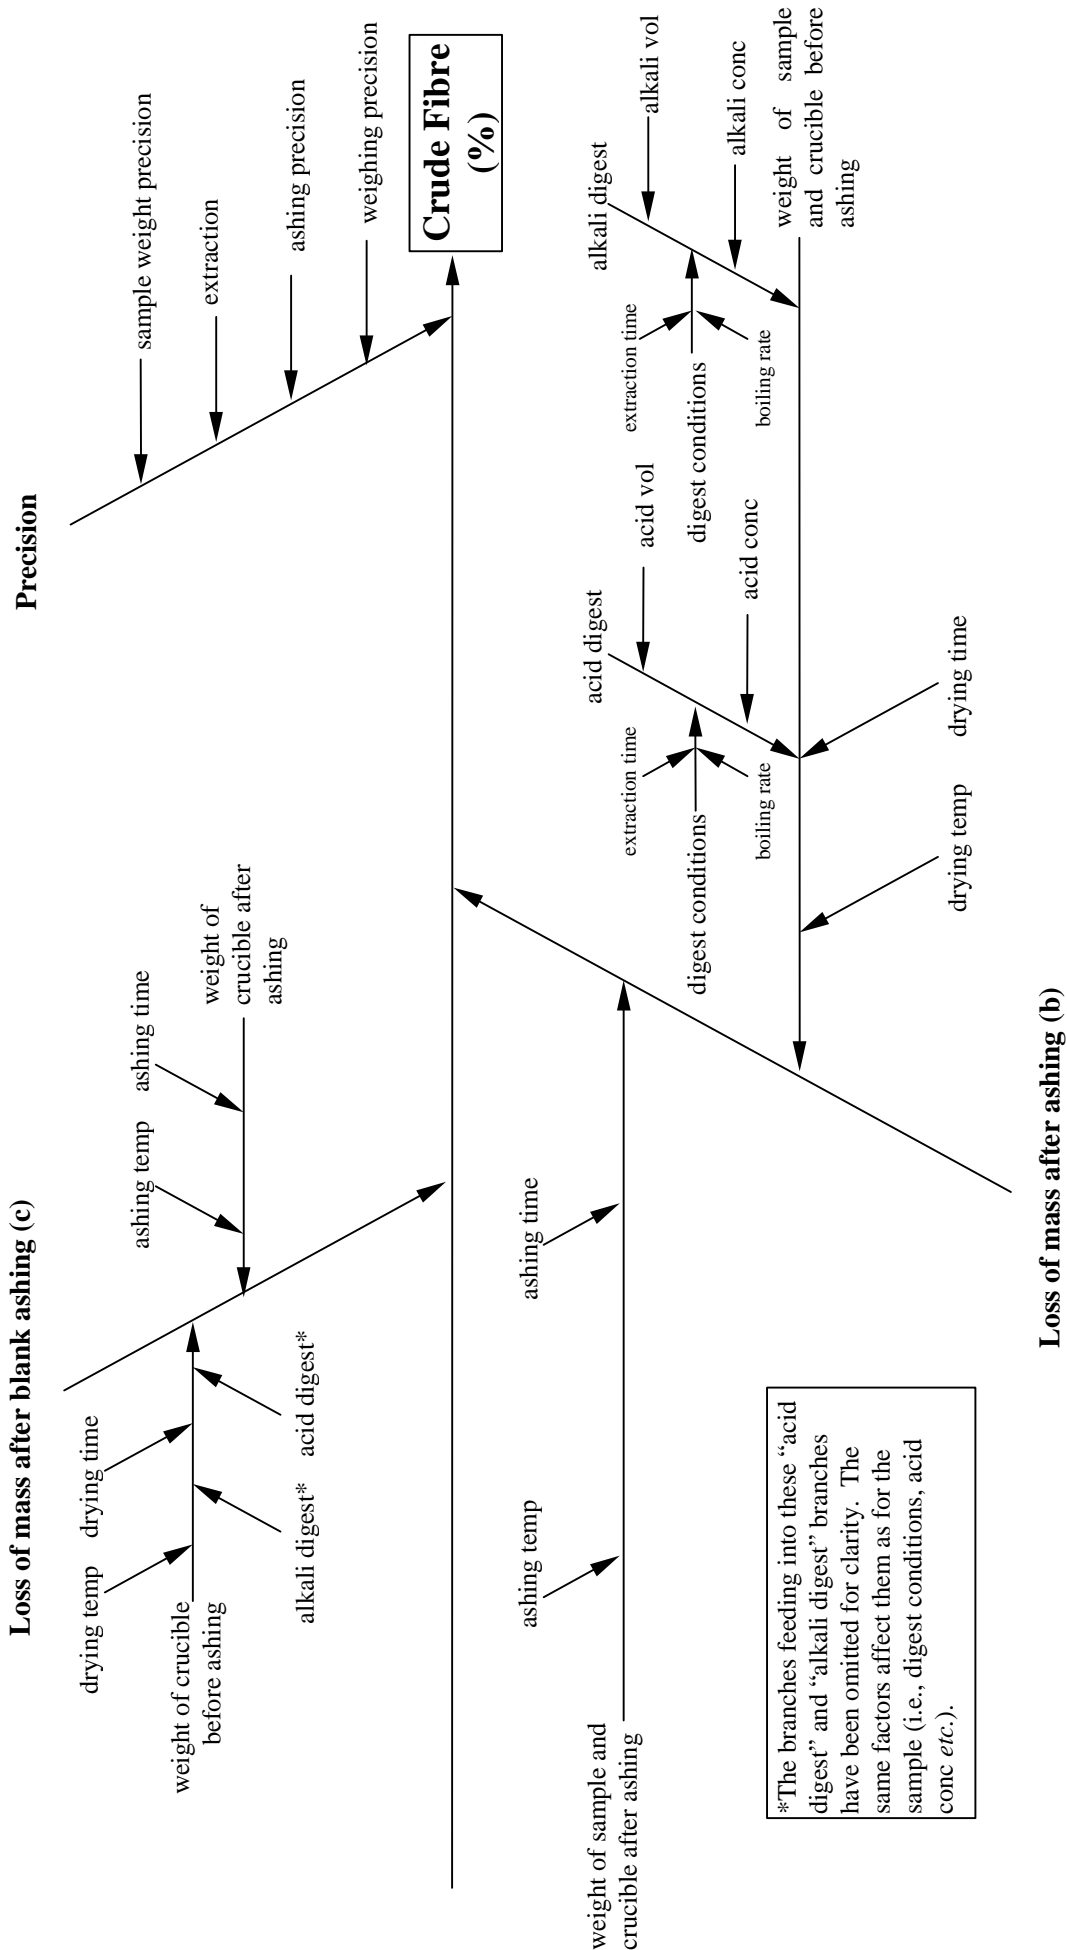 Loss of mass after blank ashing (c)
Precision
drying temp
drying time
ashing temp
ashing time
sample weight precision
weight of crucible
before ashing
alkali digest*
acid digest*
weight of
crucible after
ashing
extraction
ashing precision
weighing precision
Crude Fibre
(%)
ashing temp
ashing time
weight of sample and
crucible after ashing
acid digest
acid vol
extraction time
digest conditions
boiling rate
acid conc
alkali digest
alkali vol
extraction time
digest conditions
boiling rate
alkali conc
weight of sample
and crucible before
ashing
drying temp
drying time
*The branches feeding into these “acid
digest” and “alkali digest” branches
have been omitted for clarity. The
same factors affect them as for the
sample (i.e., digest conditions, acid
conc etc.).
Loss of mass after ashing (b)